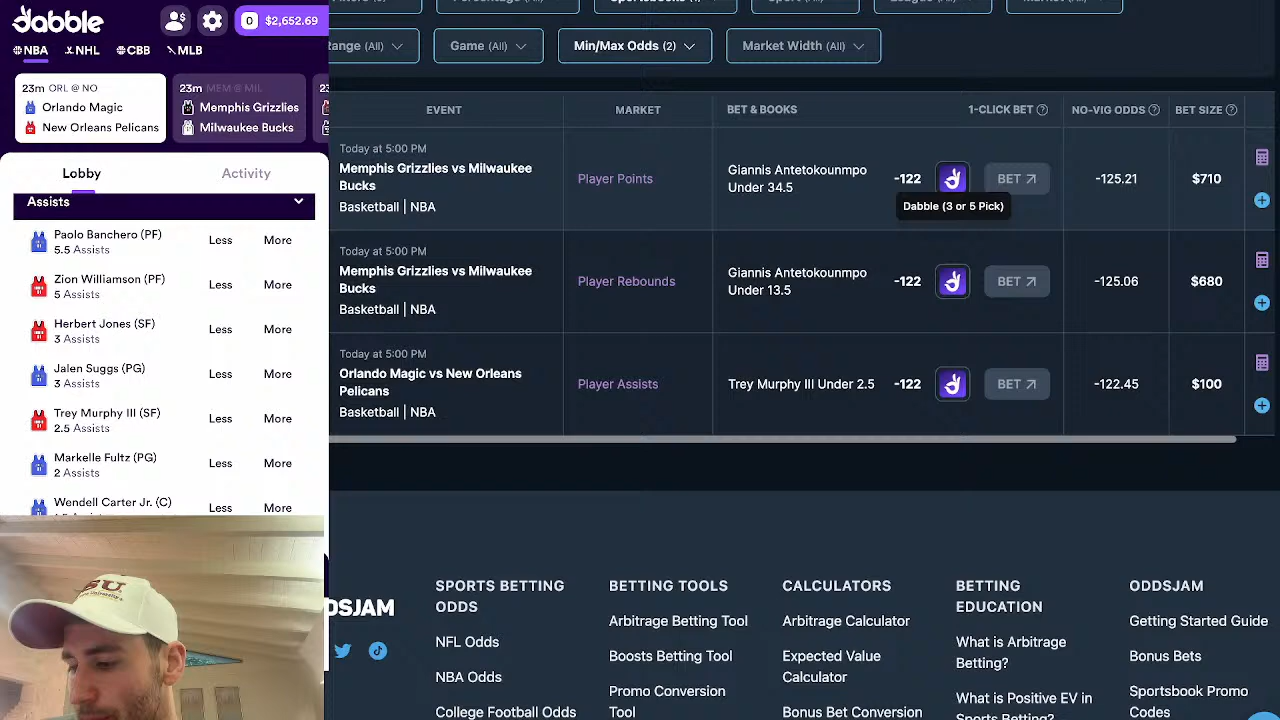 dabble
0 $2,652.69
NBA NHL CBB MLB
23m ORL @ NO
Orlando Magic
New Orleans Pelicans
23m MEM @ MIL
Memphis Grizzlies
Milwaukee Bucks
Lobby Activity
Assists
Paolo Banchero (PF)
5.5 Assists
Less More
Zion Williamson (PF)
5 Assists
Less More
Herbert Jones (SF)
3 Assists
Less More
Jalen Suggs (PG)
3 Assists
Less More
Trey Murphy III (SF)
2.5 Assists
Less More
Markelle Fultz (PG)
2 Assists
Less More
Wendell Carter Jr. (C)
Less More
Range (All) Game (All) Min/Max Odds (2) Market Width (All)
EVENT MARKET BET & BOOKS 1-CLICK BET NO-VIG ODDS BET SIZE
Today at 5:00 PM
Memphis Grizzlies vs Milwaukee
Bucks
Basketball | NBA
Player Points
Giannis Antetokounmpo
Under 34.5
-122
BET
-125.21
$710
Dabble (3 or 5 Pick)
Today at 5:00 PM
Memphis Grizzlies vs Milwaukee
Bucks
Basketball | NBA
Player Rebounds
Giannis Antetokounmpo
Under 13.5
-122
BET
-125.06
$680
Today at 5:00 PM
Orlando Magic vs New Orleans
Pelicans
Basketball | NBA
Player Assists
Trey Murphy III Under 2.5
-122
BET
-122.45
$100
DDSJAM
SPORTS BETTING
ODDS
NFL Odds
NBA Odds
College Football Odds
BETTING TOOLS
Arbitrage Betting Tool
Boosts Betting Tool
Promo Conversion
Tool
CALCULATORS
Arbitrage Calculator
Expected Value
Calculator
Bonus Bet Conversion
BETTING
EDUCATION
What is Arbitrage
Betting?
What is Positive EV in
Sports Betting?
ODDSJAM
Getting Started Guide
Bonus Bets
Sportsbook Promo
Codes